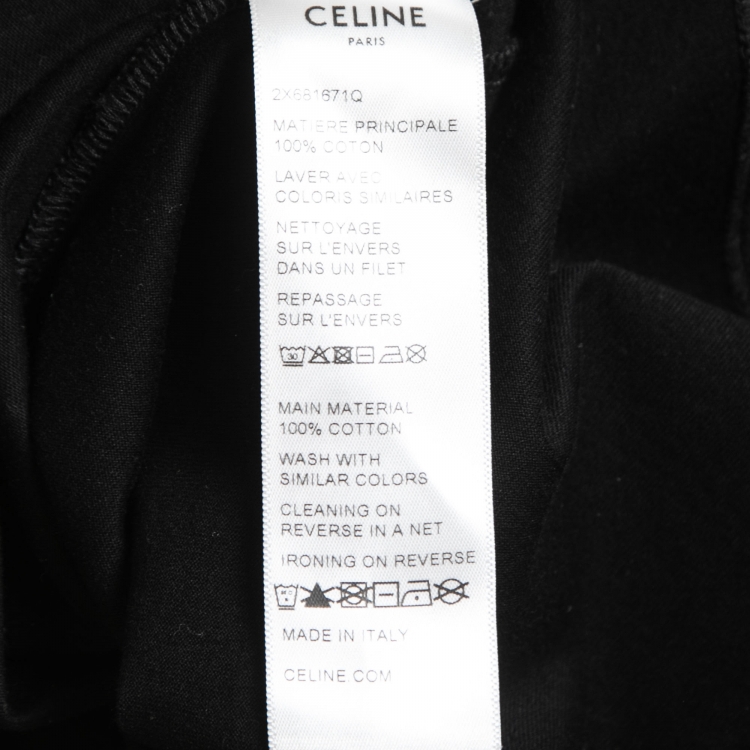 CELINE
PARIS
2X681671Q
MATIERE PRINCIPALE
100% COTON
LAVER AVEC
COLORIS SIMILAIRES
NETTOYAGE
SUR L'ENVERS
DANS UN FILET
REPASSAGE
SUR L'ENVERS
30
MAIN MATERIAL
100% COTTON
WASH WITH
SIMILAR COLORS
CLEANING ON
REVERSE IN A NET
IRONING ON REVERSE
MADE IN ITALY
CELINE.COM